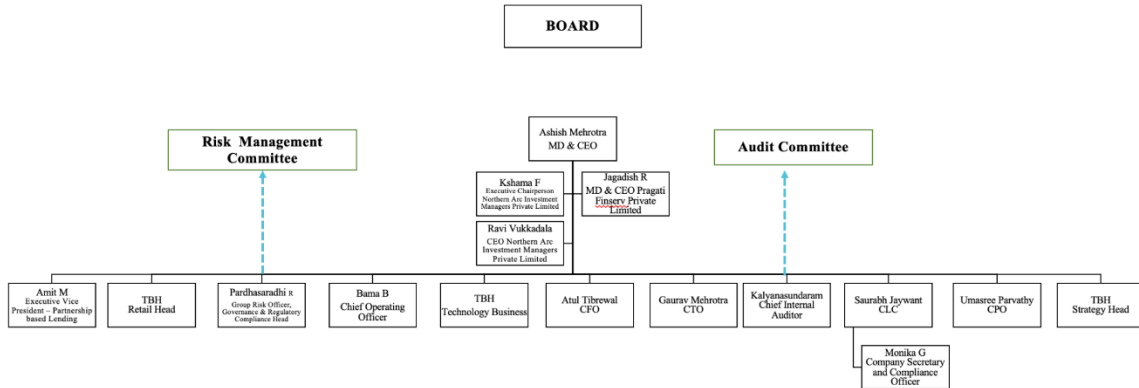 BOARD
Ashish Mehrotra
MD & CEO
Risk Management
Committee
Audit Committee
Kshama F
Executive Chairperson
Northern Arc Investment
Managers Private Limited
Jagadish R
MD & CEO Pragati
Finserv Private
Limited
Ravi Vukkadala
CEO Northern Arc
Investment Managers
Private Limited
Amit M
Executive Vice
President – Partnership
based Lending
TBH
Retail Head
Pardhasaradhi R
Group Risk Officer,
Governance & Regulatory
Compliance Head
Bama B
Chief Operating
Officer
TBH
Technology Business
Atul Tibrewal
CFO
Gaurav Mehrotra
CTO
Kalyanasundaram
Chief Internal
Auditor
Saurabh Jaywant
CLC
Umasree Parvathy
CPO
TBH
Strategy Head
Monika G
Company Secretary
and Compliance
Officer